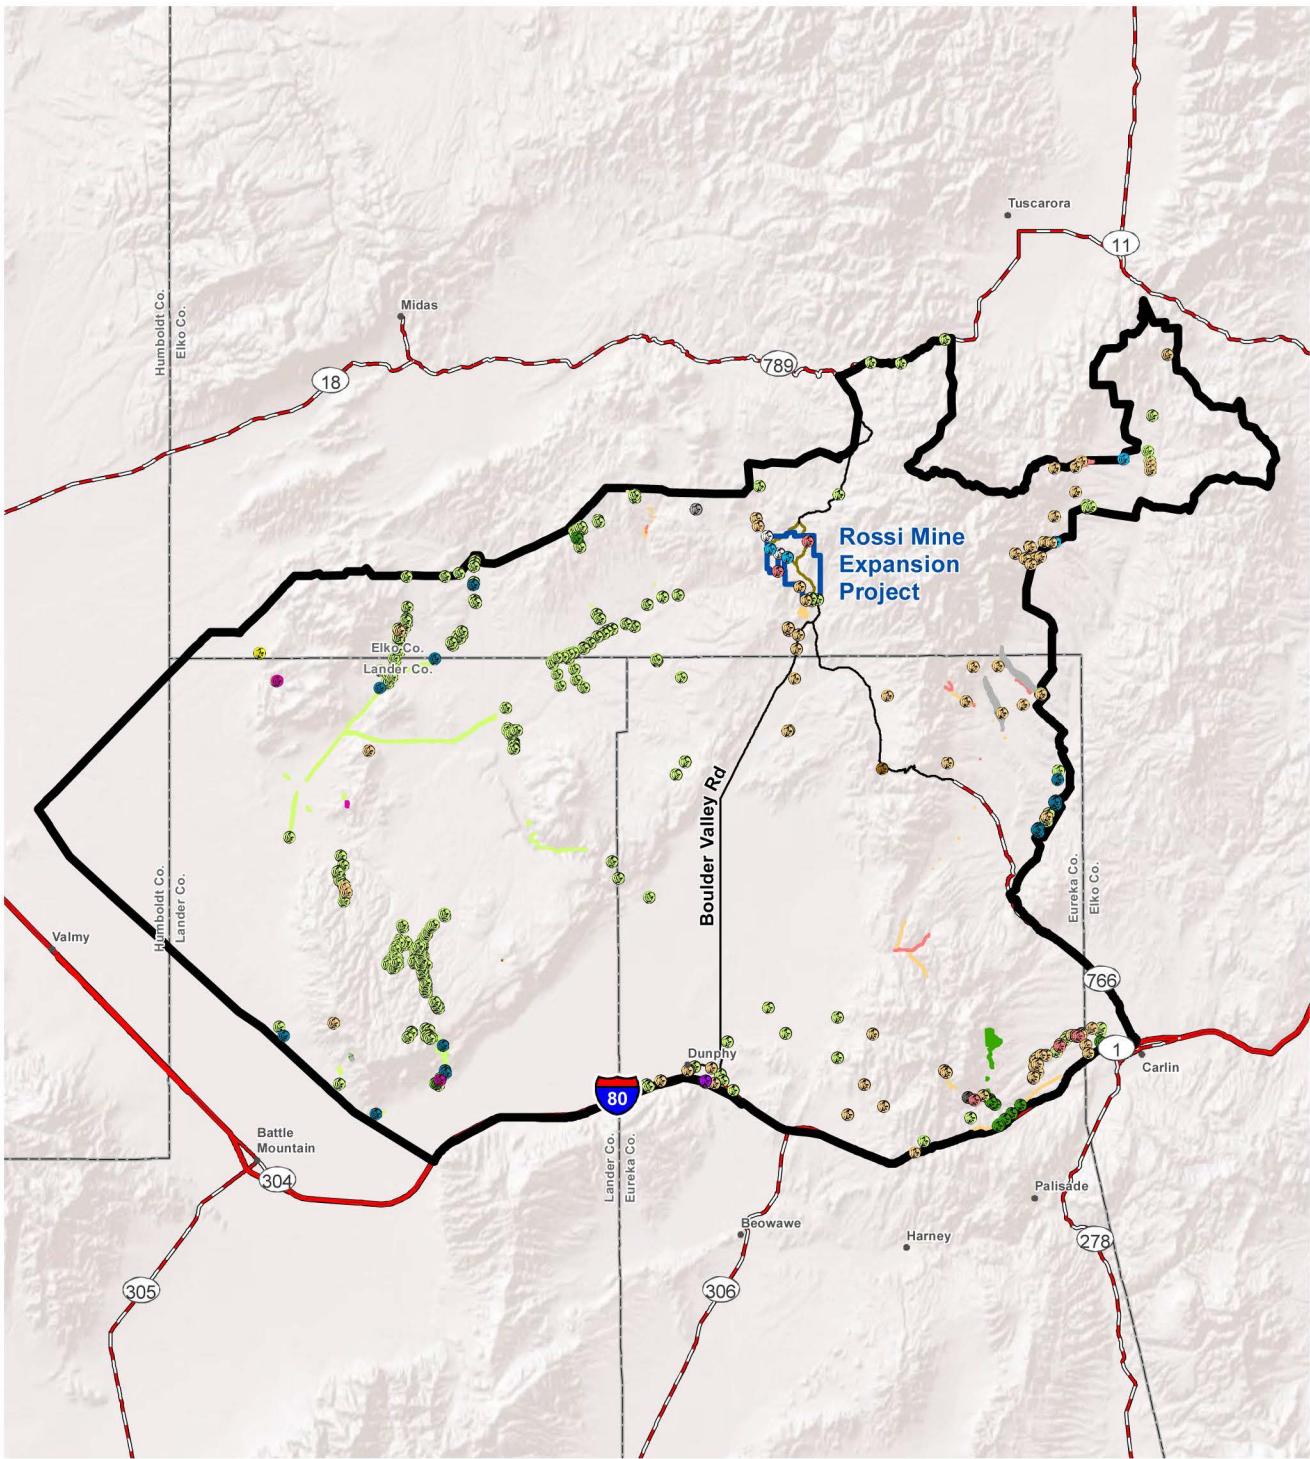 Tuscarora
11
Midas
Humboldt Co.
Elko Co.
789
18
Rossi Mine
Expansion
Project
Elko Co.
Lander Co.
Boulder Valley Rd
Humboldt Co.
Lander Co.
Eureka Co.
Elko Co.
Valmy
766
Dunphy
1
Carlin
80
Battle
Mountain
304
Lander Co.
Eureka Co.
Palisade
Beowawe
Harney
278
305
306